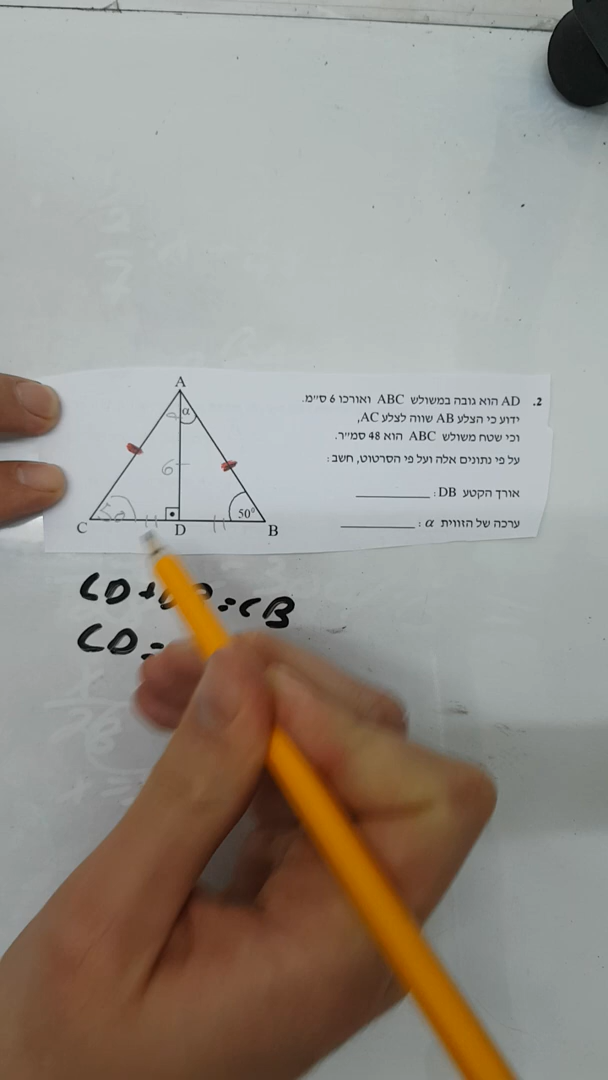 2. AD הוא גובה במשולש ABC ואורכו 6 ס״מ.
ידוע כי הצלע AB שווה לצלע AC,
וכי שטח משולש ABC הוא 48 סמ״ר.
על פי נתונים אלה ועל פי הסרטוט, חשב:
אורך הקטע DB: ________
ערכה של הזווית α: ________
A
α
6
50°
C
D
B
CD+D =CB
CD=